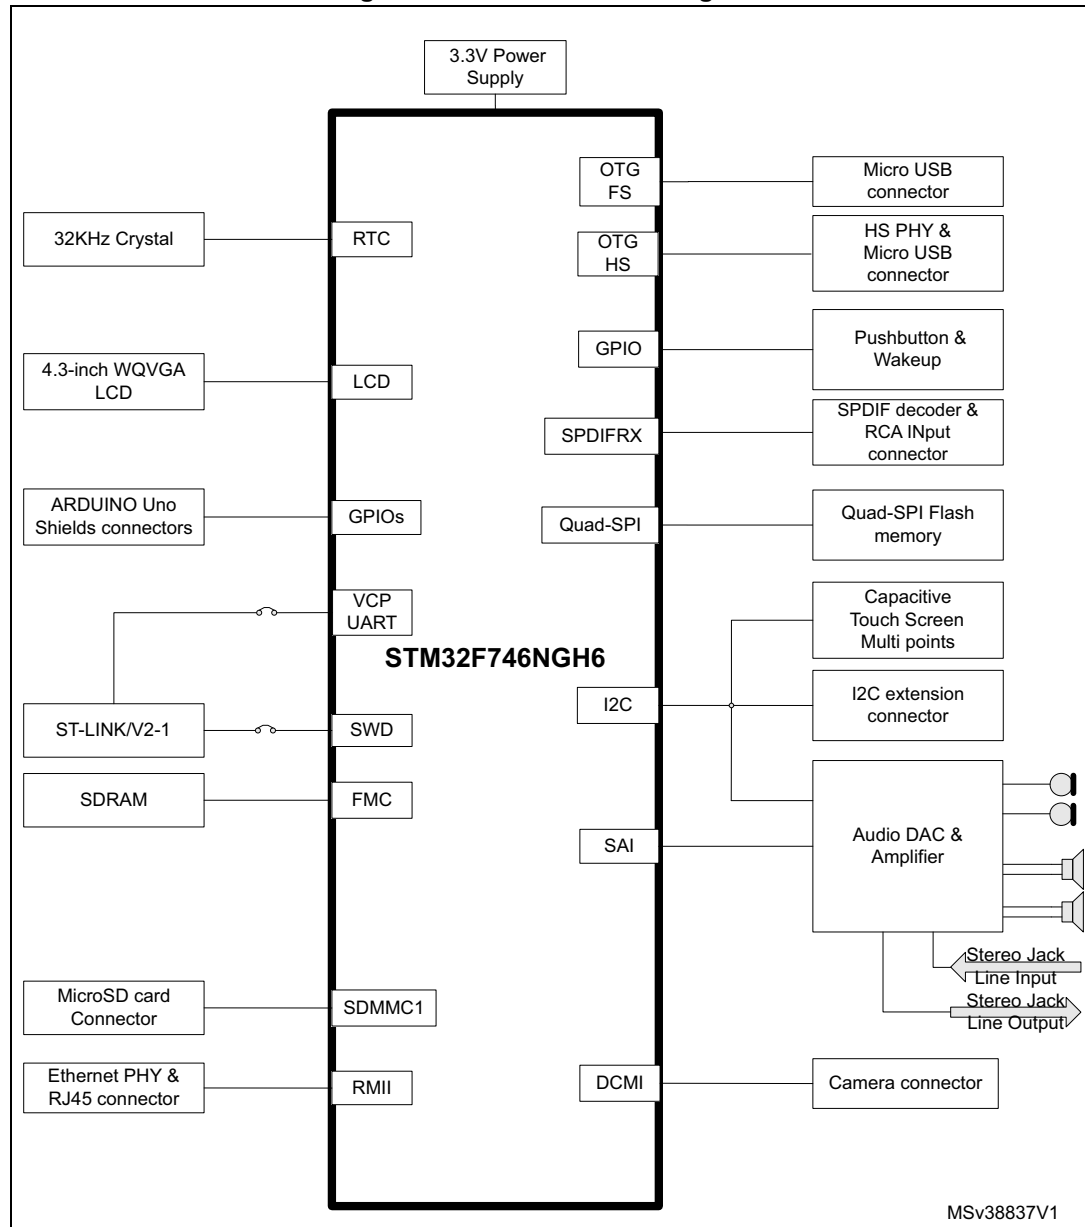 3.3V Power
Supply
OTG
FS
Micro USB
connector
32KHz Crystal
RTC
OTG
HS
HS PHY &
Micro USB
connector
GPIO
Pushbutton &
Wakeup
4.3-inch WQVGA
LCD
LCD
SPDIFRX
SPDIF decoder &
RCA INput
connector
ARDUINO Uno
Shields connectors
GPIOs
Quad-SPI
Quad-SPI Flash
memory
VCP
UART
Capacitive
Touch Screen
Multi points
STM32F746NGH6
I2C
I2C extension
connector
ST-LINK/V2-1
SWD
SDRAM
FMC
SAI
Audio DAC &
Amplifier
Stereo Jack
Line Input
Stereo Jack
Line Output
MicroSD card
Connector
SDMMC1
Ethernet PHY &
RJ45 connector
RMII
DCMI
Camera connector
MSv38837V1